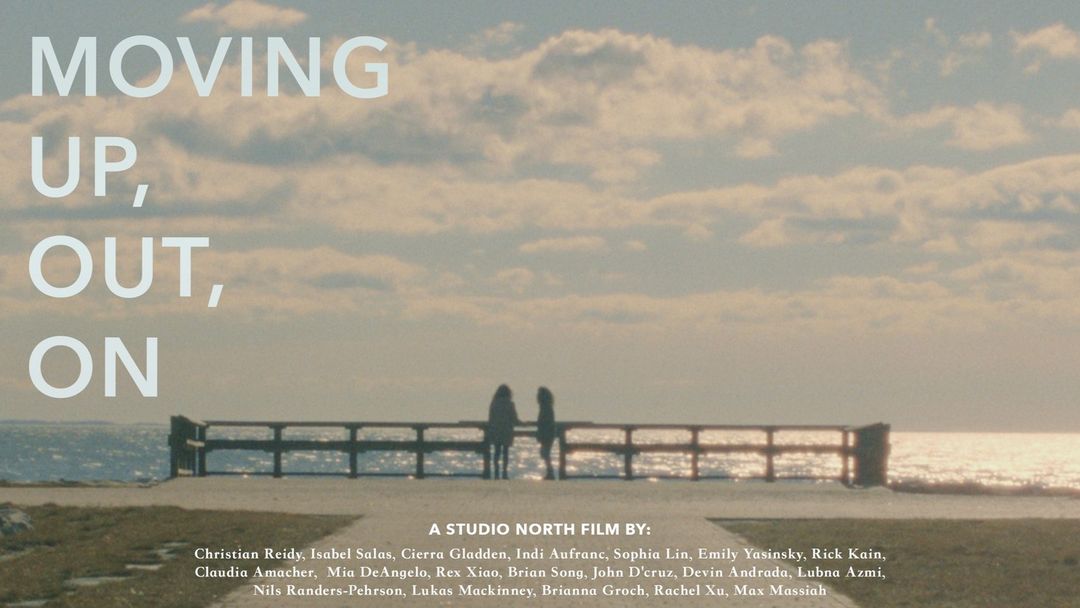 MOVING
UP,
OUT,
ON
A STUDIO NORTH FILM BY:
Christian Reidy, Isabel Salas, Cierra Gladden, Indi Aufranc, Sophia Lin, Emily Yasinsky, Rick Kain,
Claudia Amacher,  Mia DeAngelo, Rex Xiao, Brian Song, John D'cruz, Devin Andrada, Lubna Azmi,
Nils Randers-Pehrson, Lukas Mackinney, Brianna Groch, Rachel Xu, Max Massiah